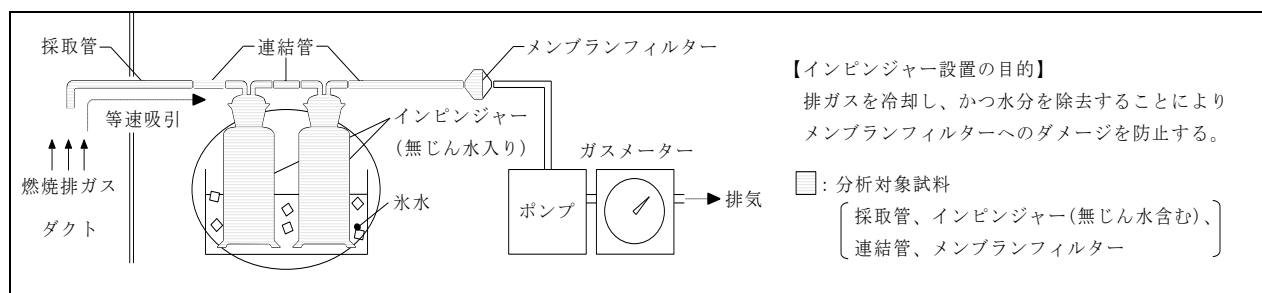 採取管
連結管
メンブランフィルター
等速吸引
燃焼排ガス
ダクト
インピンジャー
(無じん水入り)
氷水
ガスメーター
ポンプ
排気
【インピンジャー設置の目的】
排ガスを冷却し、かつ水分を除去することにより
メンブランフィルターへのダメージを防止する。
：分析対象試料
採取管、インピンジャー(無じん水含む)、
連結管、メンブランフィルター